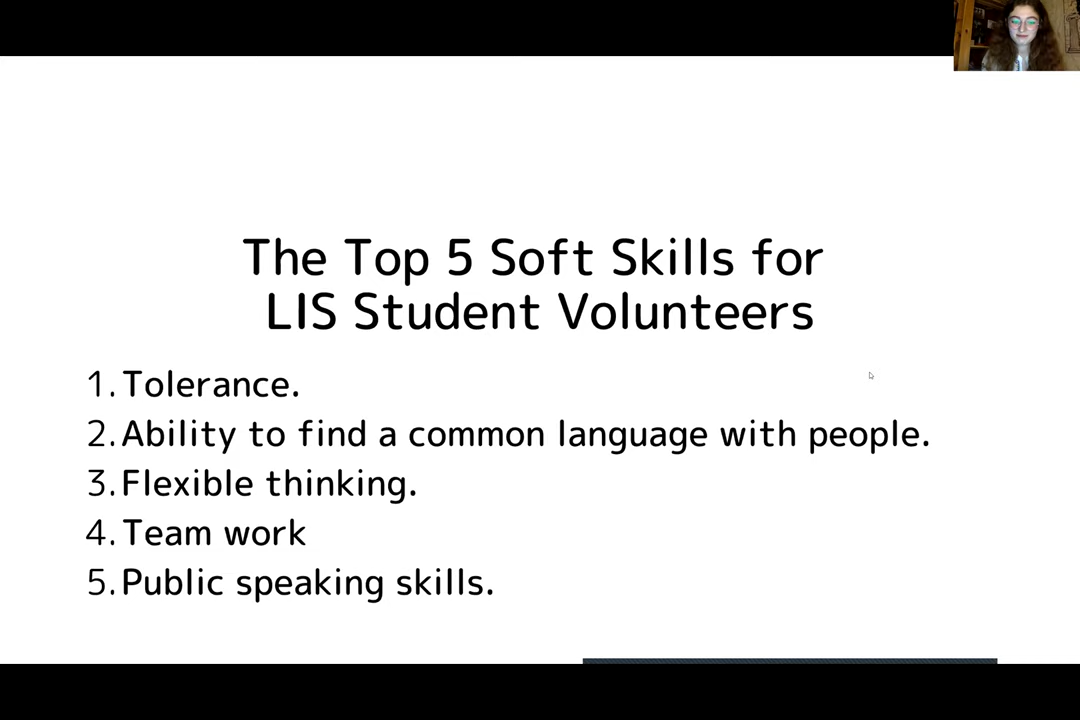 The Top 5 Soft Skills for
LIS Student Volunteers
1. Tolerance.
2. Ability to find a common language with people.
3. Flexible thinking.
4. Team work
5. Public speaking skills.